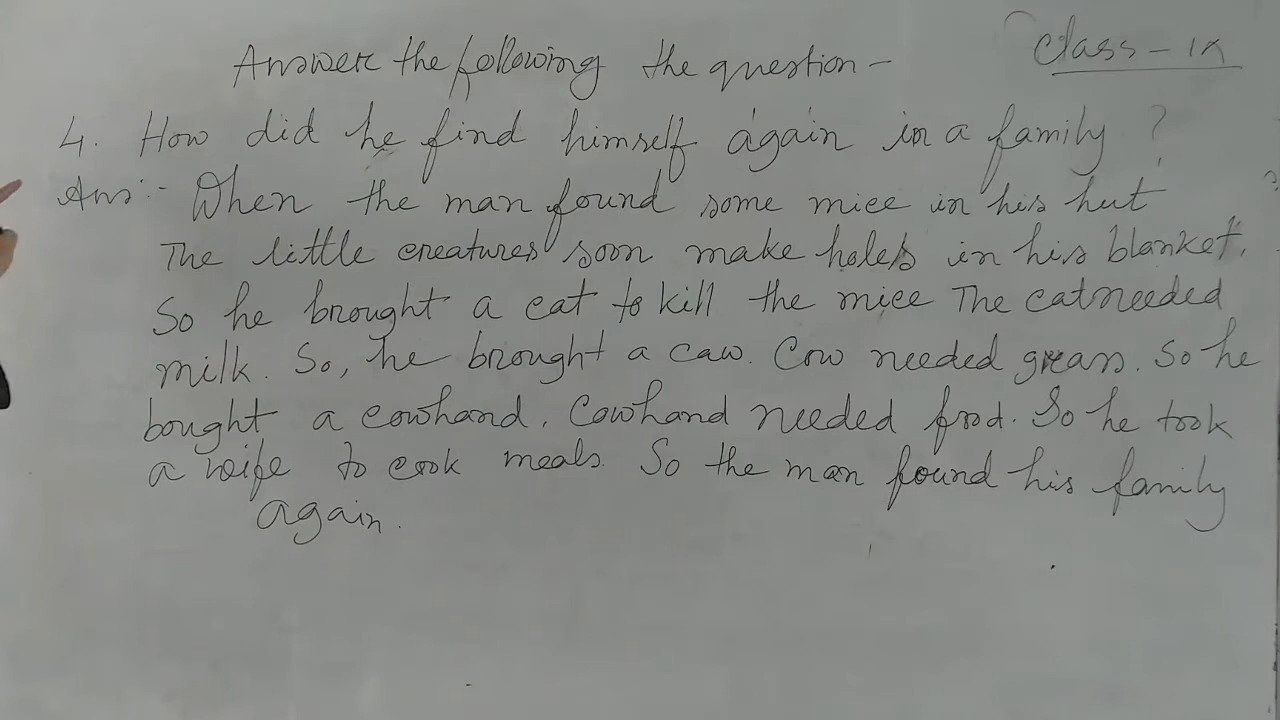 Class - IX
Answer the following the question -
4. How did he find himself again in a family ?
Ans :- When the man found some mice in his hut
The little creatures soon make holes in his blanket.
So he brought a cat to kill the mice The cat needed
milk. So, he brought a caw. Cow needed grass. So he
bought a cowhand. Cowhand needed food. So he took
a wife to cook meals. So the man found his family
again.